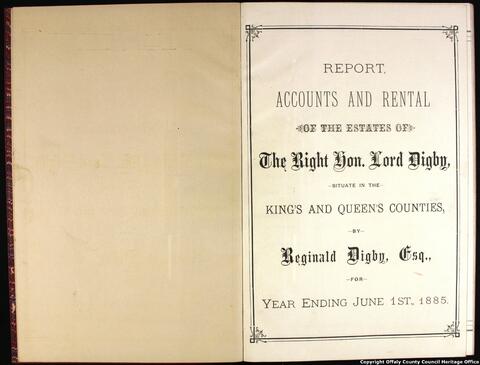 REPORT,
ACCOUNTS AND RENTAL
OF THE ESTATES OF
The Right Hon. Lord Digby,
-SITUATE IN THE-
KING'S AND QUEEN'S COUNTIES,
-BY-
Reginald Digby, Esq.,
-FOR-
YEAR ENDING JUNE 1ST., 1885.
Copyright Offaly County Council Heritage Office